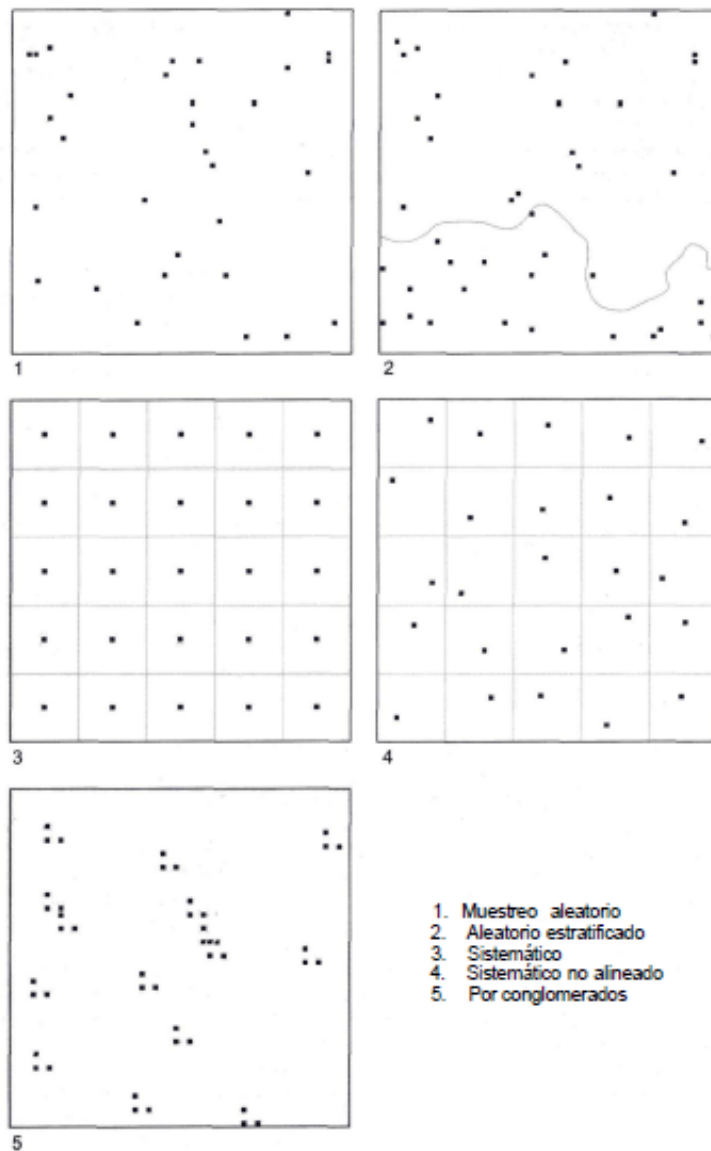 1
2
3
4
5
1. Muestreo aleatorio
2. Aleatorio estratificado
3. Sistemático
4. Sistemático no alineado
5. Por conglomerados